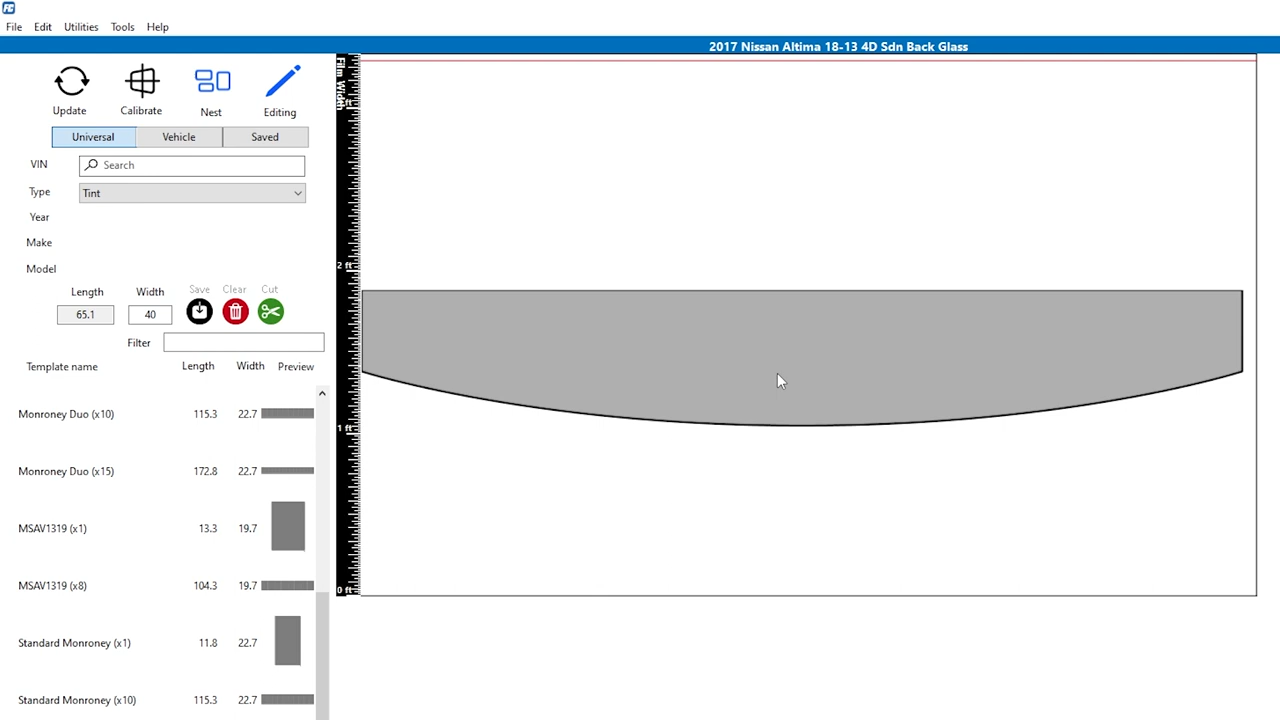 File Edit Utilities Tools Help
2017 Nissan Altima 18-13 4D Sdn Back Glass
Update Calibrate Nest Editing
Universal Vehicle Saved
VIN Search
Type Tint
Year
Make
Model
Length Width Save Clear Cut
65.1 40
Filter
Template name Length Width Preview
Monroney Duo (x10) 115.3 22.7
Monroney Duo (x15) 172.8 22.7
MSAV1319 (x1) 13.3 19.7
MSAV1319 (x8) 104.3 19.7
Standard Monroney (x1) 11.8 22.7
Standard Monroney (x10) 115.3 22.7
Film Width
2 ft
1 ft
0 ft